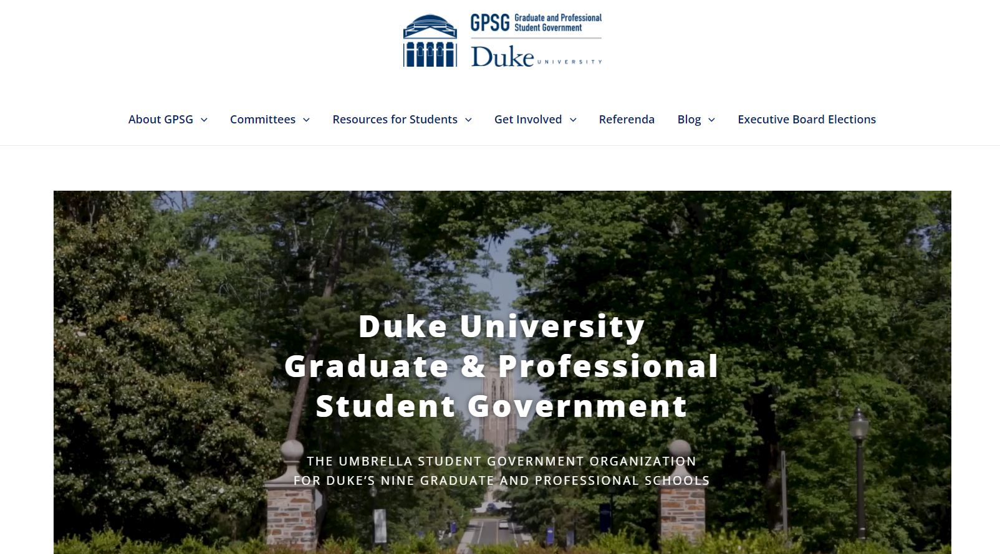 GPSG Graduate and Professional
Student Government
Duke UNIVERSITY
About GPSG
Committees
Resources for Students
Get Involved
Referenda
Blog
Executive Board Elections
Duke University
Graduate & Professional
Student Government
THE UMBRELLA STUDENT GOVERNMENT ORGANIZATION
FOR DUKE’S NINE GRADUATE AND PROFESSIONAL SCHOOLS